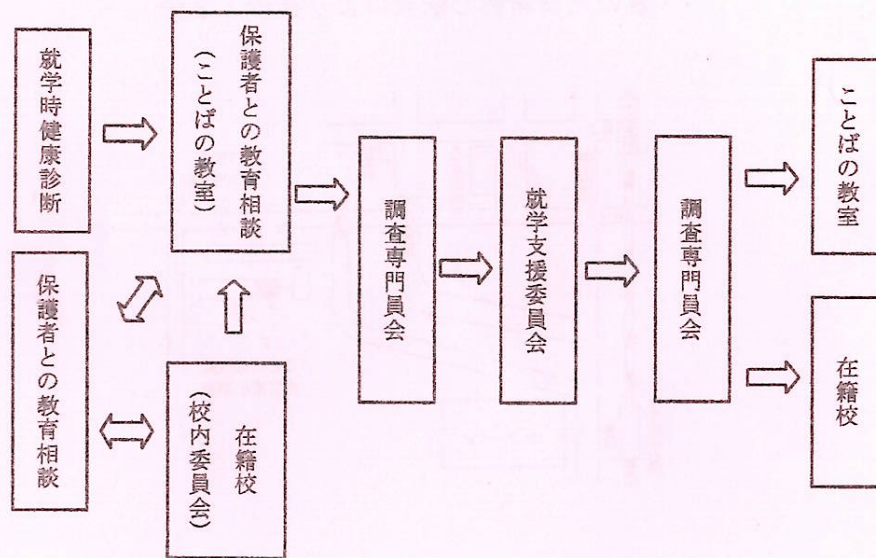 就学時健康診断
保護者との教育相談
(ことばの教室)
保護者との教育相談
在籍校
(校内委員会)
調査専門員会
就学支援委員会
調査専門員会
ことばの教室
在籍校